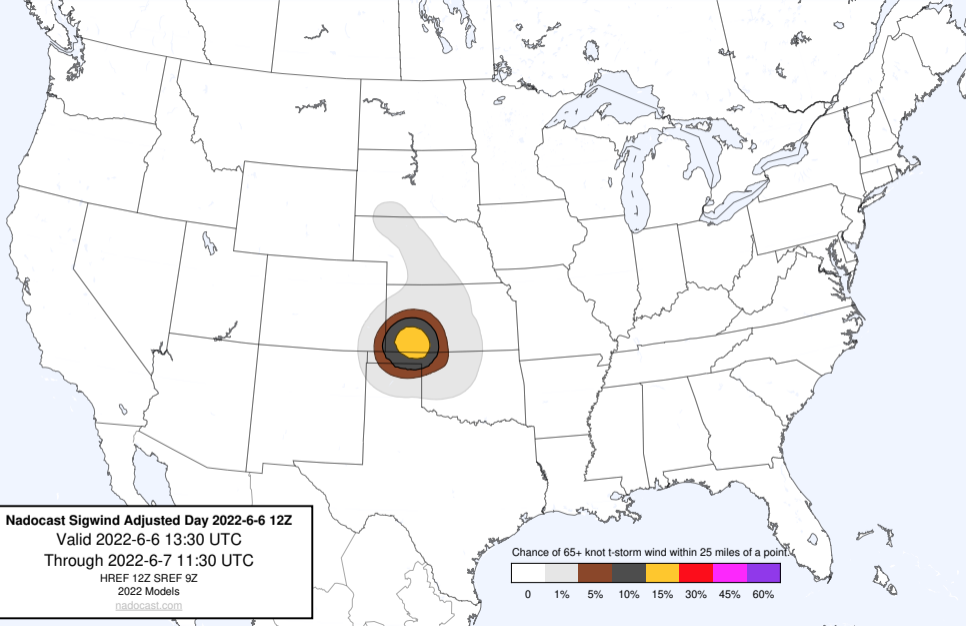 Nadocast Sigwind Adjusted Day 2022-6-6 12Z
Valid 2022-6-6 13:30 UTC
Through 2022-6-7 11:30 UTC
HREF 12Z SREF 9Z
2022 Models
nadocast.com
Chance of 65+ knot t-storm wind within 25 miles of a point.
0 1% 5% 10% 15% 30% 45% 60%